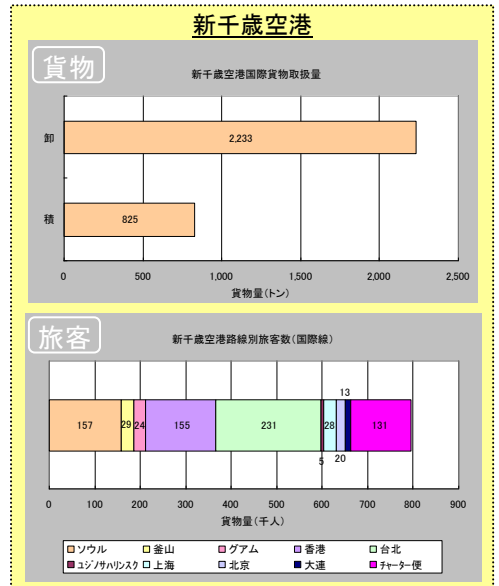 新千歳空港
貨物
新千歳空港国際貨物取扱量
卸
2,233
積
825
0 500 1,000 1,500 2,000 2,500
貨物量(トン)
旅客
新千歳空港路線別旅客数(国際線)
13
157 29 24 155 231 28 131
5 20
0 100 200 300 400 500 600 700 800 900
貨物量(千人)
ソウル 釜山 グアム 香港 台北
ユジノサハリンスク 上海 北京 大連 チャーター便